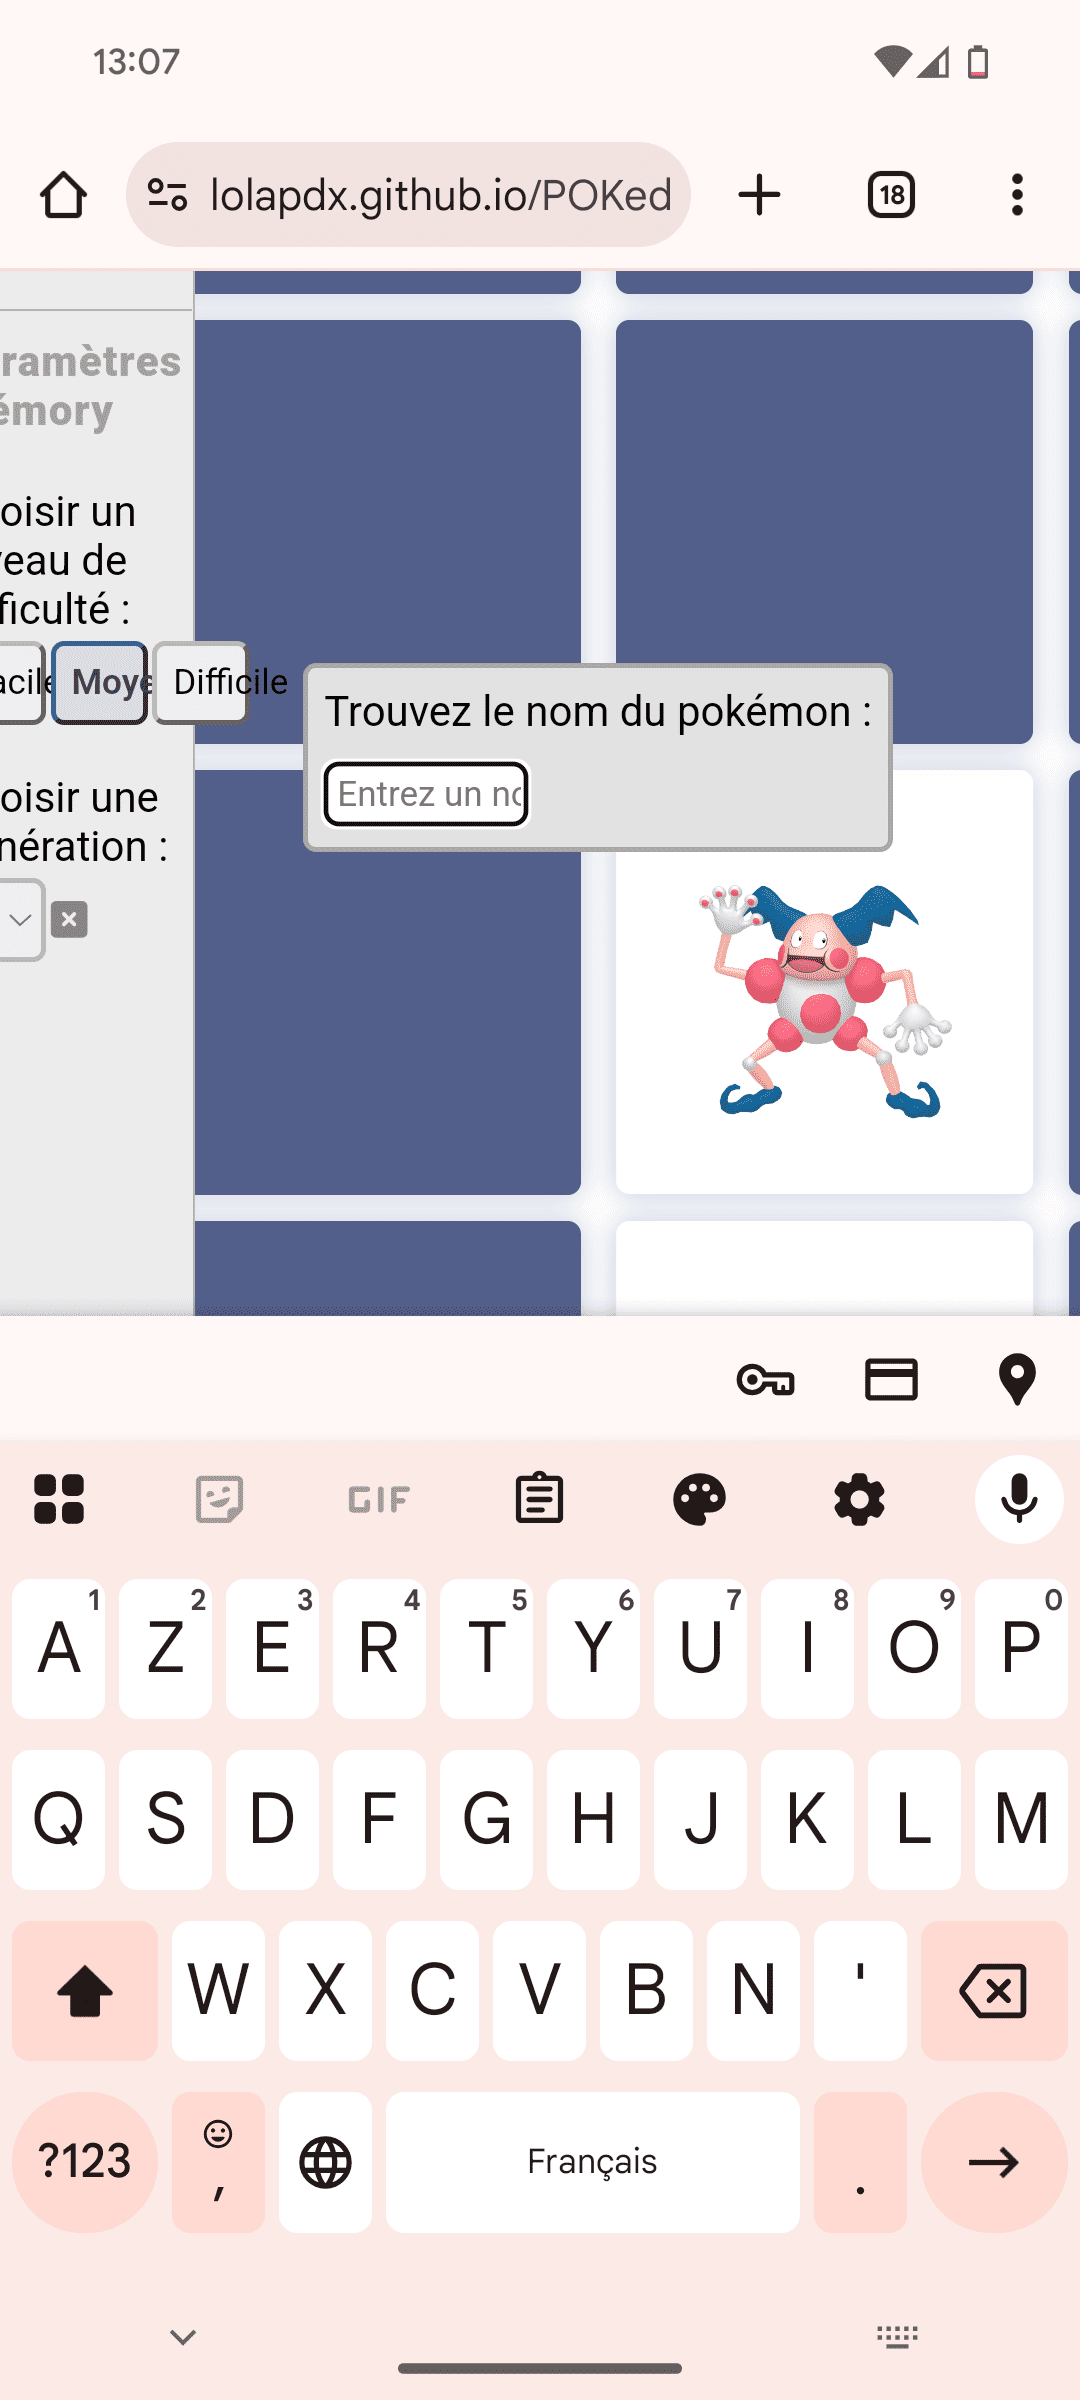 13:07
lolapdx.github.io/POKed
18
ramètres
émory
oisir un
veau de
ficulté :
acile
Moye
Difficile
Trouvez le nom du pokémon :
Entrez un no
oisir une
nération :
GIF
1 2 3 4 5 6 7 8 9 0
A Z E R T Y U I O P
Q S D F G H J K L M
W X C V B N '
?123 , Français .